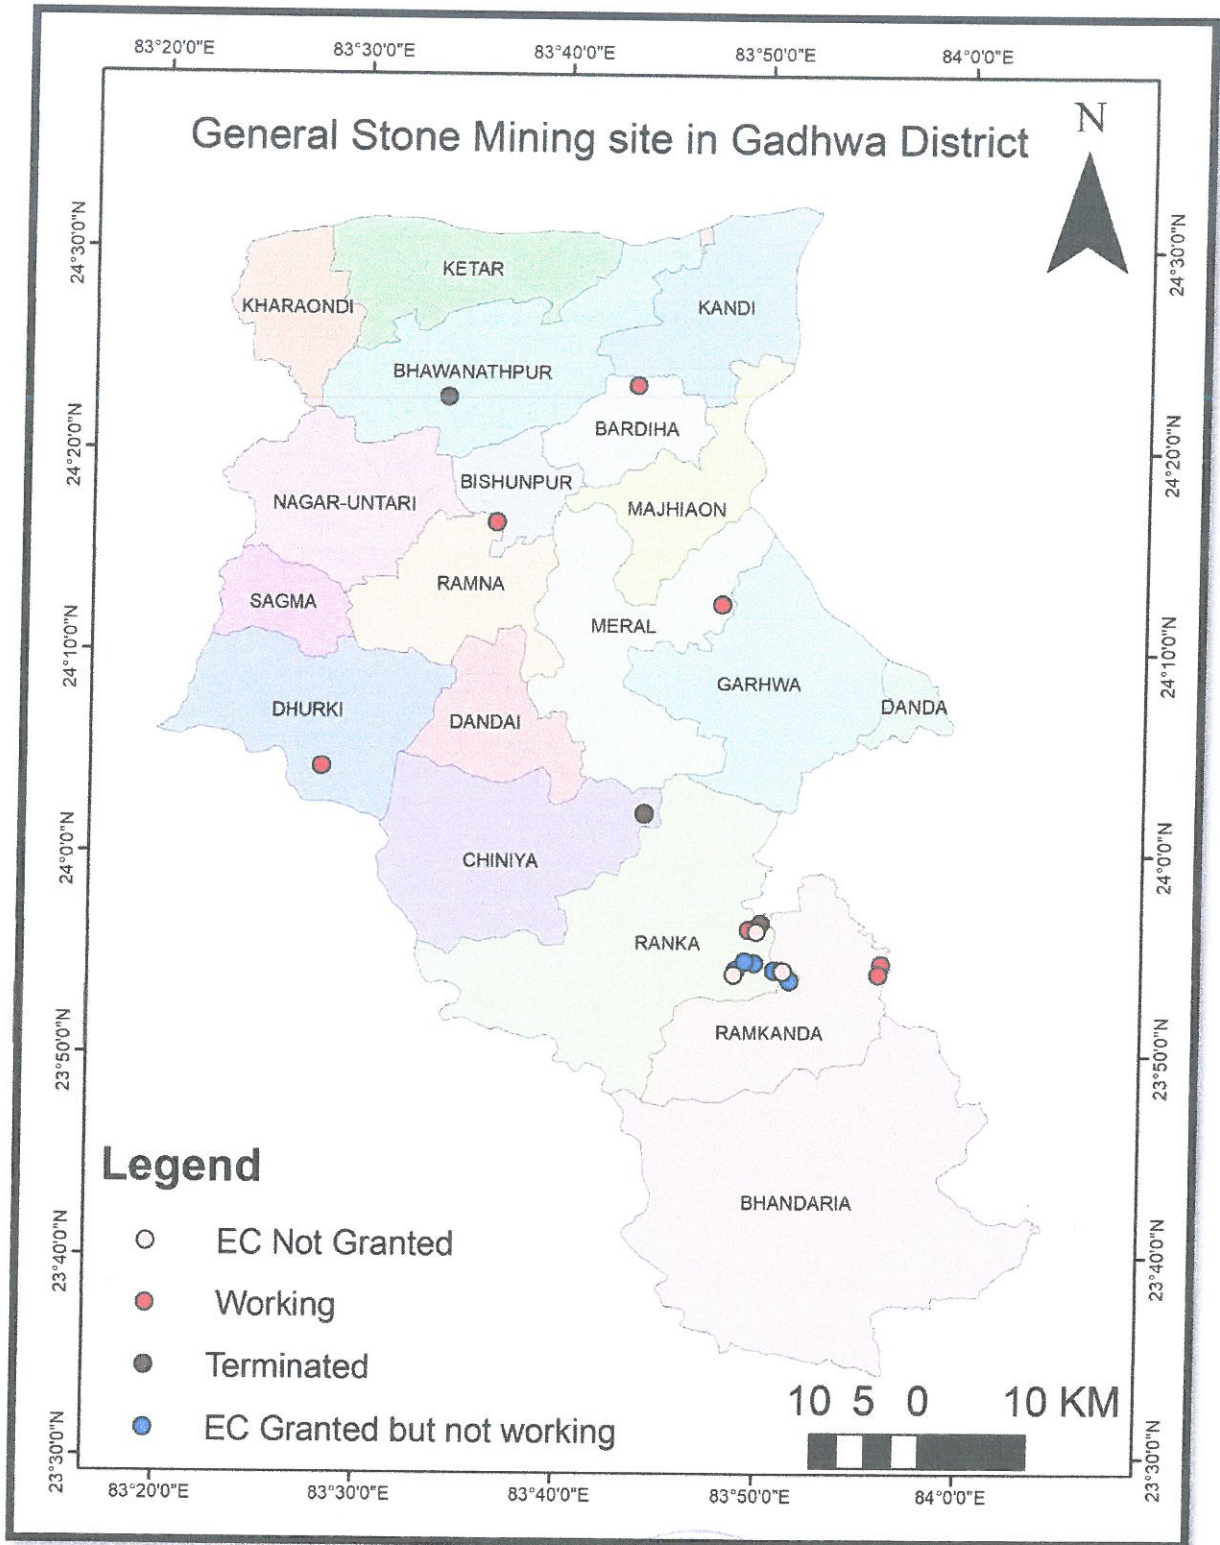 83°20'0"E 83°30'0"E 83°40'0"E 83°50'0"E 84°0'0"E
General Stone Mining site in Gadhwa District
N
24°30'0"N
24°30'0"N
KETAR
KHARAONDI
KANDI
BHAWANATHPUR
BARDIHA
24°20'0"N
24°20'0"N
BISHUNPUR
NAGAR-UNTARI
MAJHIAON
RAMNA
SAGMA
MERAL
24°10'0"N
24°10'0"N
GARHWA
DHURKI
DANDAI
DANDA
24°0'0"N
24°0'0"N
CHINIYA
RANKA
RAMKANDA
23°50'0"N
23°50'0"N
BHANDARIA
23°40'0"N
23°40'0"N
Legend
EC Not Granted
Working
Terminated
EC Granted but not working
10 5 0 10 KM
23°30'0"N
23°30'0"N
83°20'0"E 83°30'0"E 83°40'0"E 83°50'0"E 84°0'0"E